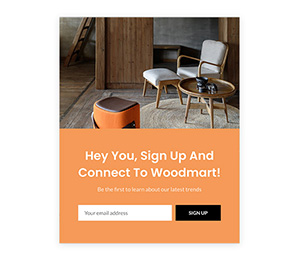 Hey You, Sign Up And
Connect To Woodmart!
Be the first to learn about our latest trends
Your email address
SIGN UP